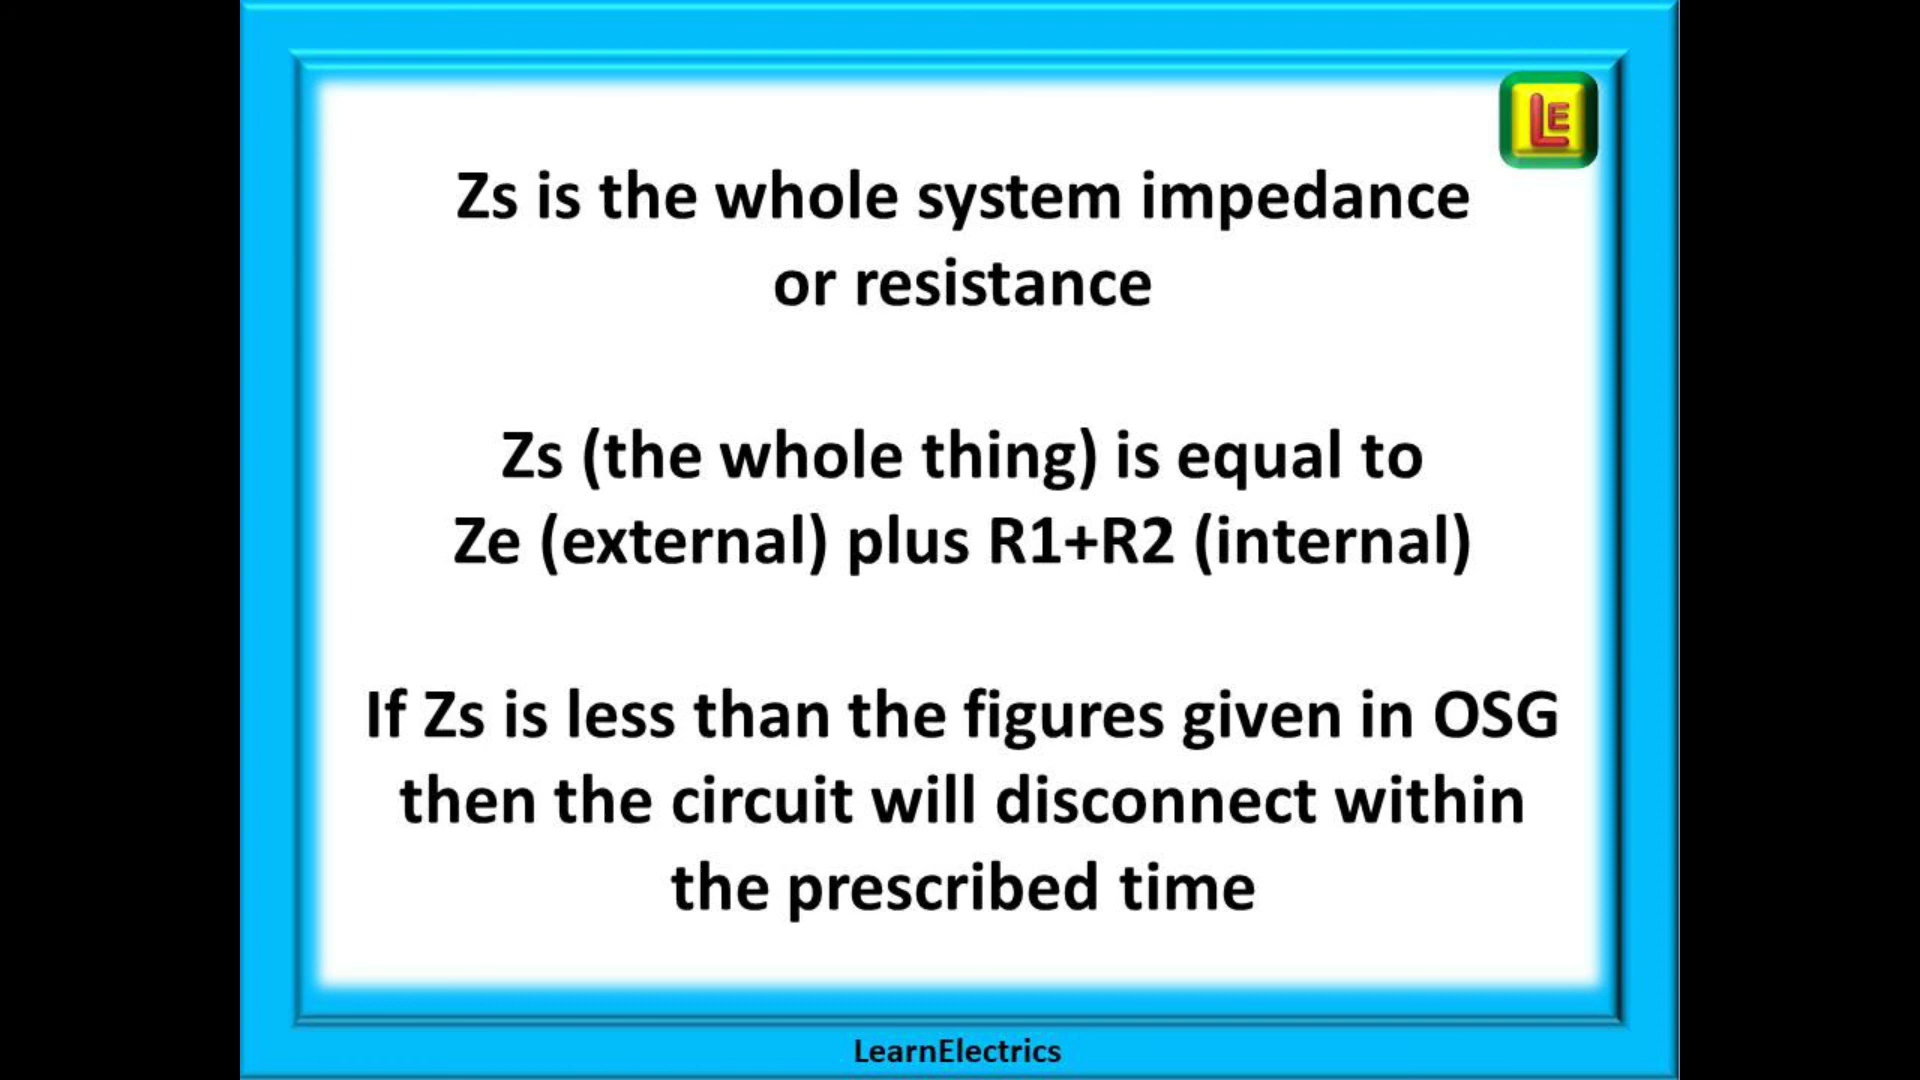 LE
Zs is the whole system impedance
or resistance
Zs (the whole thing) is equal to
Ze (external) plus R1+R2 (internal)
If Zs is less than the figures given in OSG
then the circuit will disconnect within
the prescribed time
LearnElectrics